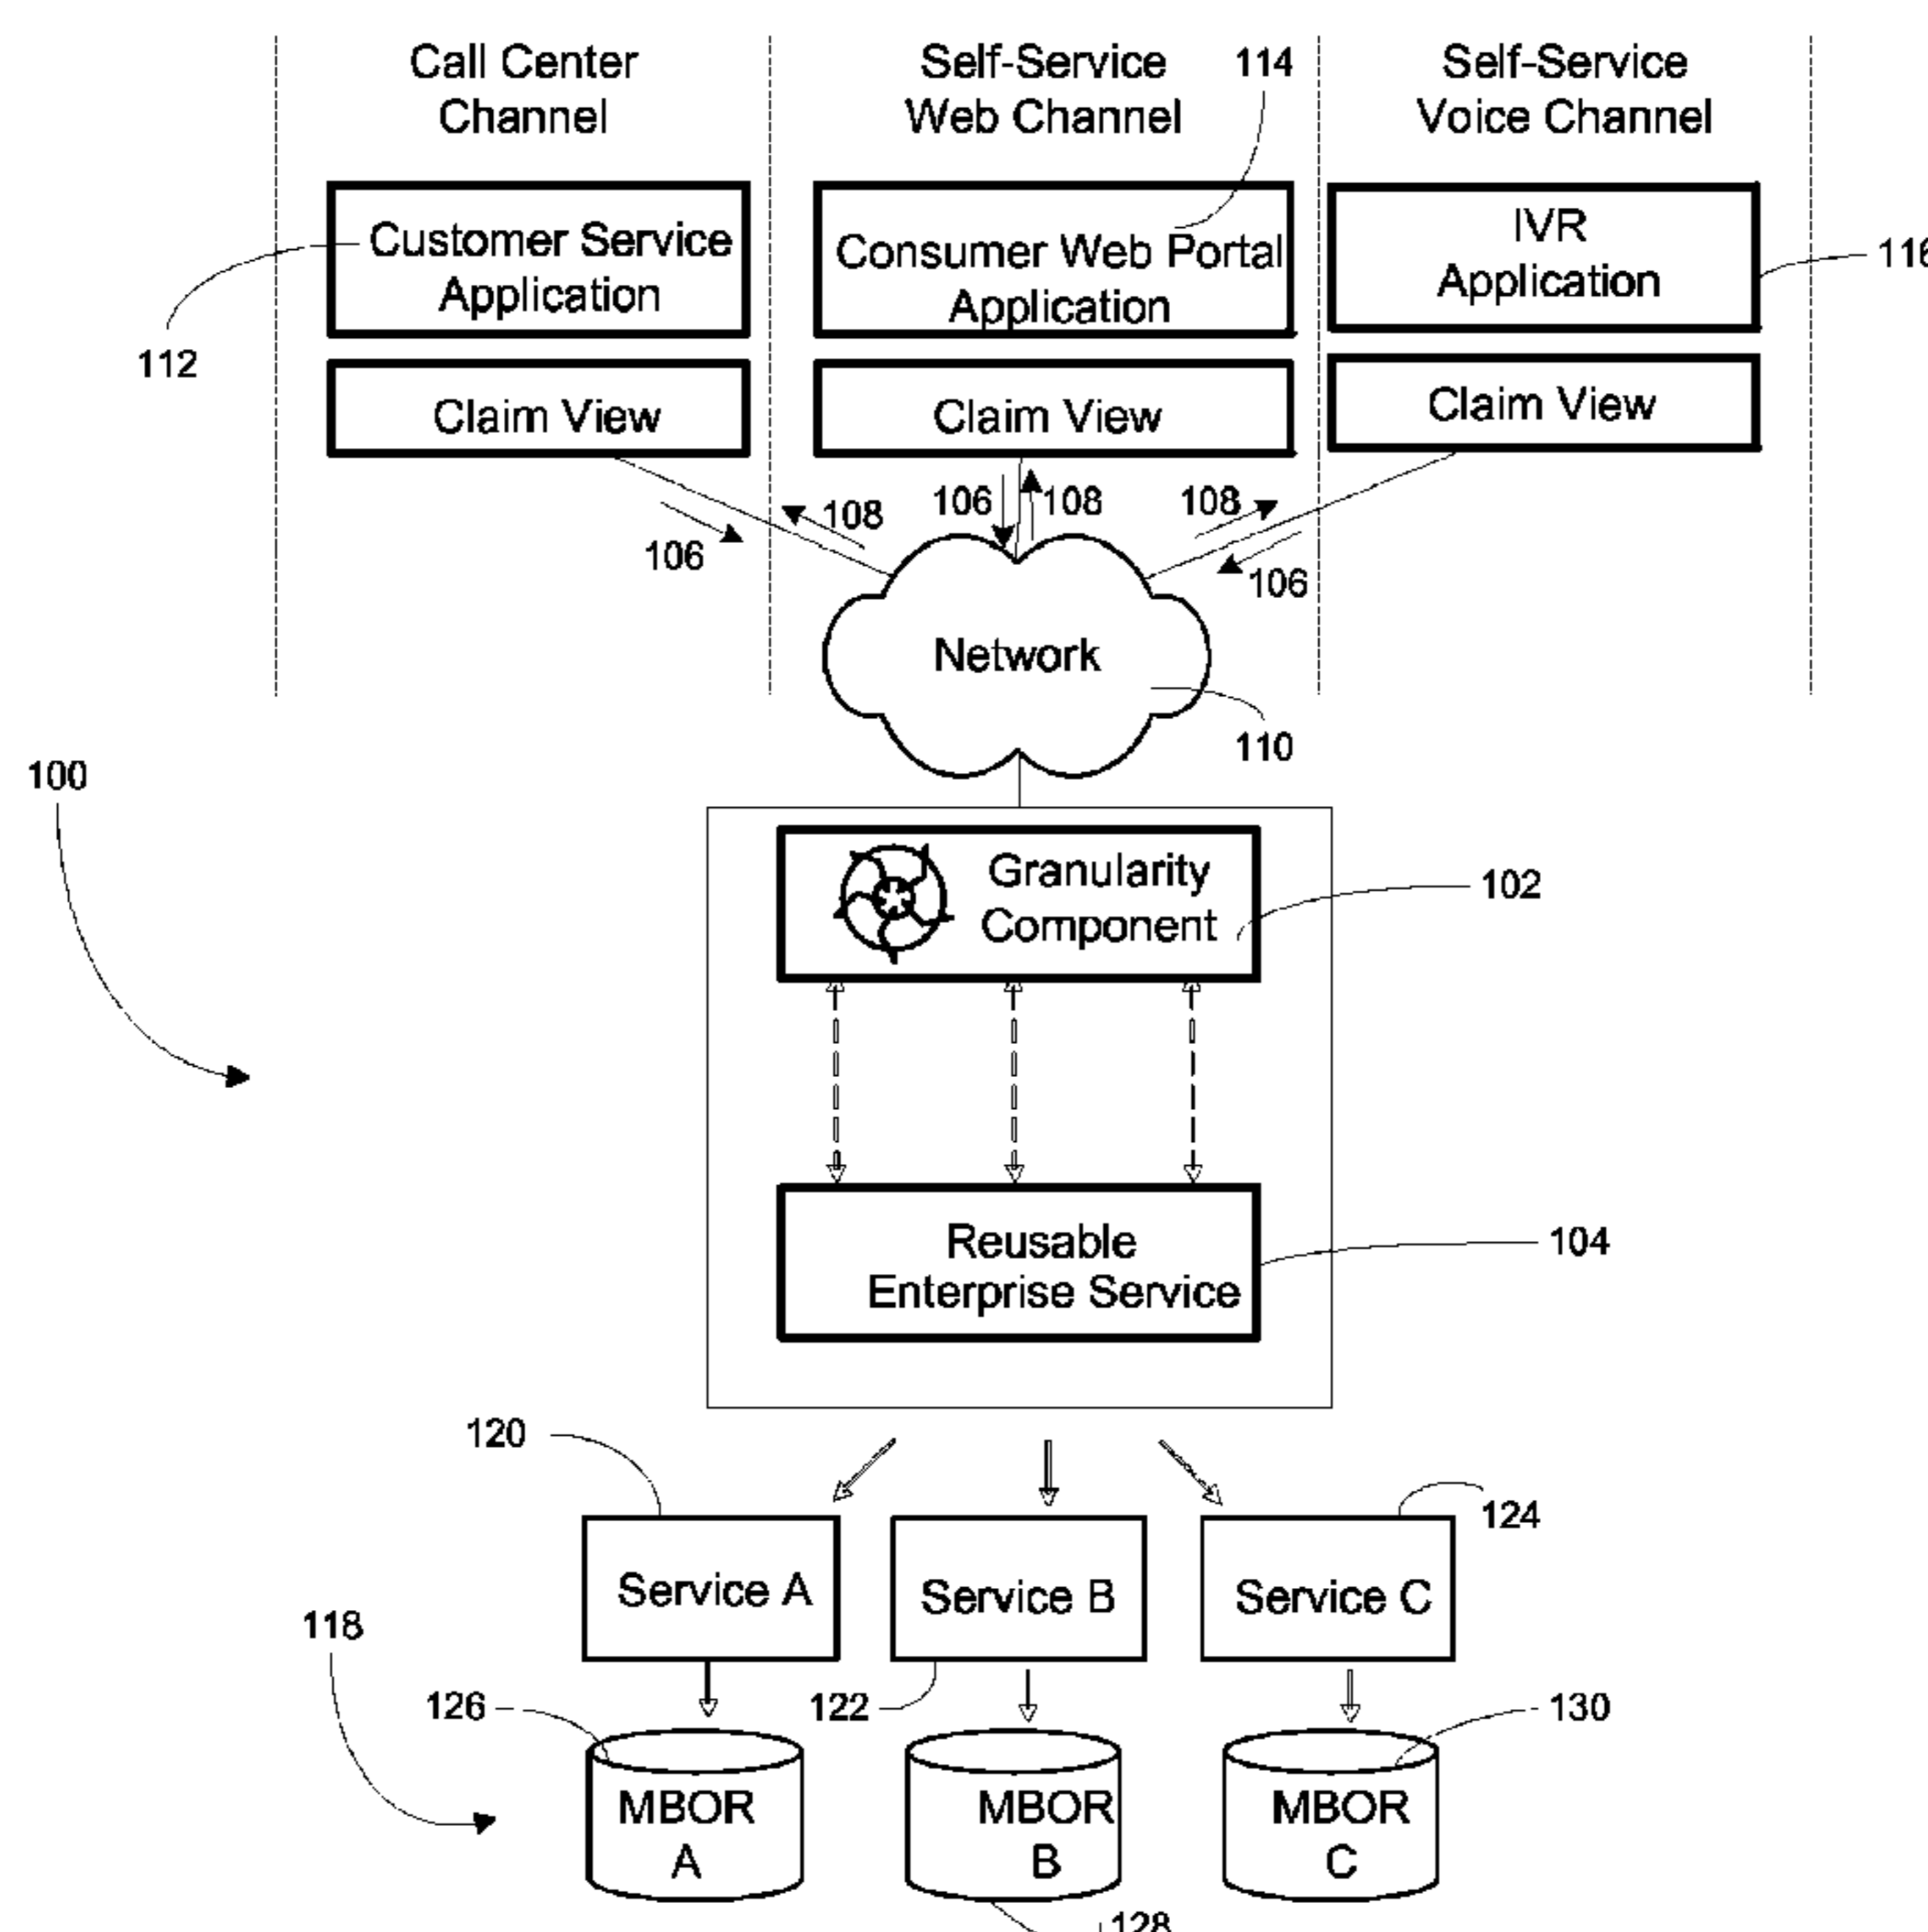 Call Center
Channel
Self-Service
Web Channel
114
Self-Service
Voice Channel
Customer Service
Application
Consumer Web Portal
Application
IVR
Application
116
112
Claim View
Claim View
Claim View
106
108
106
108
108
106
Network
110
100
Granularity
Component
102
Reusable
Enterprise Service
104
120
124
Service A
Service B
Service C
118
126
122
130
MBOR
A
MBOR
B
MBOR
C
128